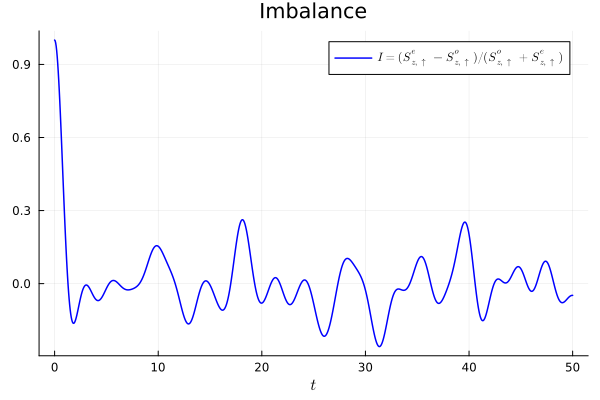 Imbalance
I = (S^e_{z,↑} − S^o_{z,↑})/(S^o_{z,↑} + S^e_{z,↑})
0.9
0.6
0.3
0.0
0 10 20 30 40 50
t